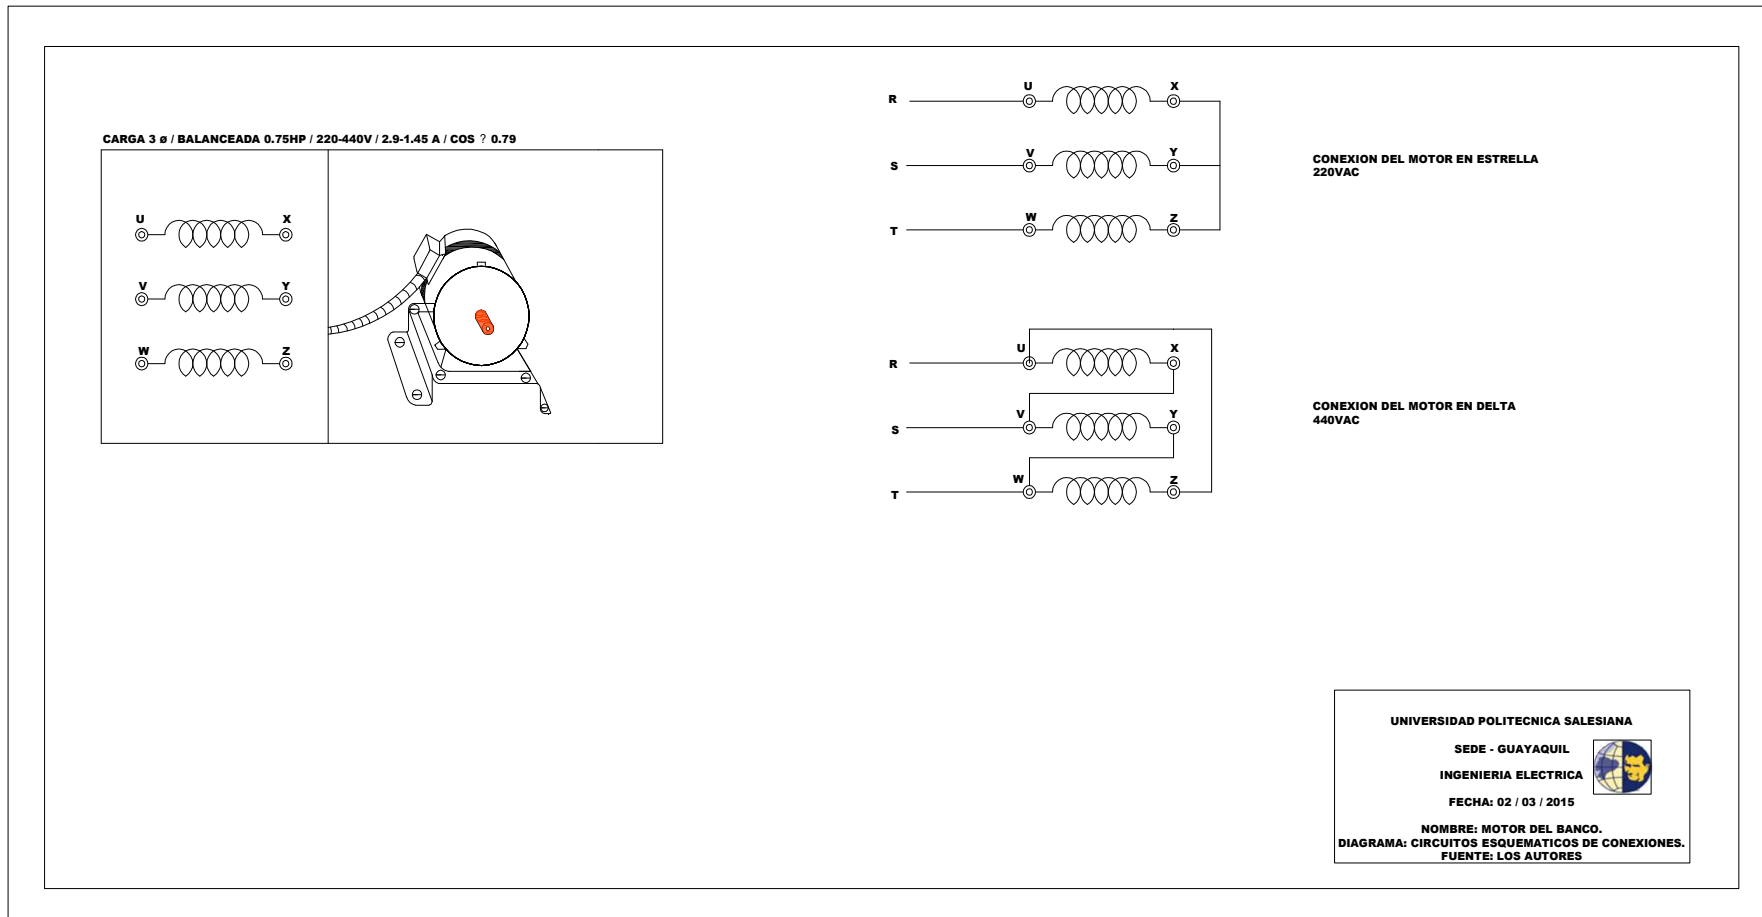 CARGA 3 ø / BALANCEADA 0.75HP / 220-440V / 2.9-1.45 A / COS ? 0.79
U X
V Y
W Z
R U X
S V Y
T W Z
CONEXION DEL MOTOR EN ESTRELLA
220VAC
R U X
S V Y
T W Z
CONEXION DEL MOTOR EN DELTA
440VAC
UNIVERSIDAD POLITECNICA SALESIANA
SEDE - GUAYAQUIL
INGENIERIA ELECTRICA
FECHA: 02 / 03 / 2015
NOMBRE: MOTOR DEL BANCO.
DIAGRAMA: CIRCUITOS ESQUEMATICOS DE CONEXIONES.
FUENTE: LOS AUTORES